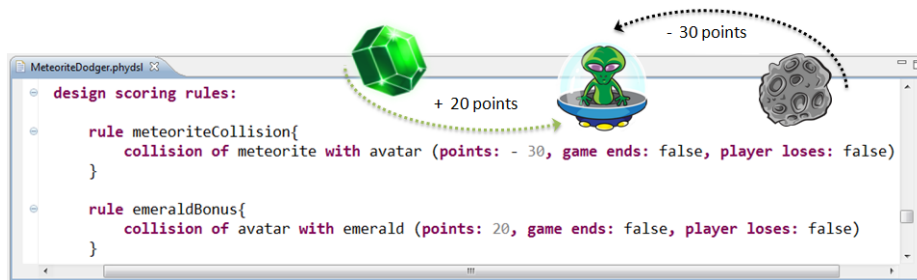 - 30 points
MeteoriteDodger.phydsl
+ 20 points
design scoring rules:
rule meteoriteCollision{
collision of meteorite with avatar (points: - 30, game ends: false, player loses: false)
}
rule emeraldBonus{
collision of avatar with emerald (points: 20, game ends: false, player loses: false)
}